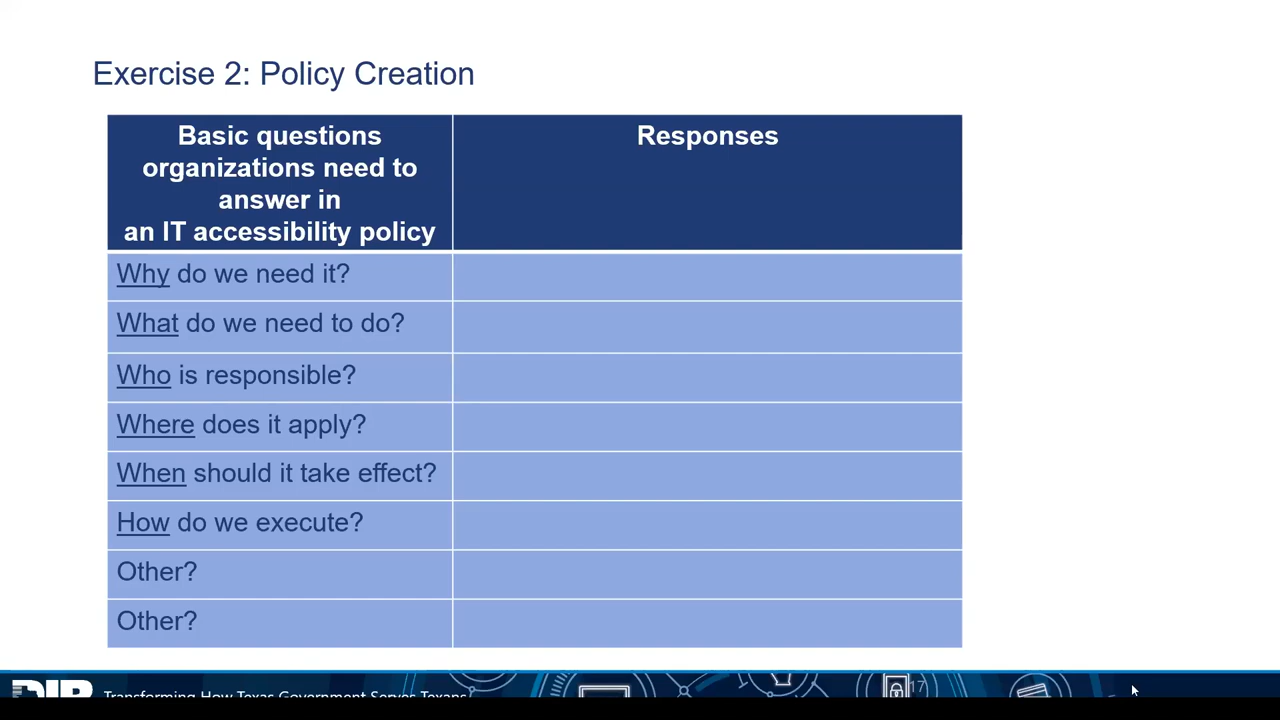 Exercise 2: Policy Creation
Basic questions
organizations need to
answer in
an IT accessibility policy
Responses
Why do we need it?
What do we need to do?
Who is responsible?
Where does it apply?
When should it take effect?
How do we execute?
Other?
Other?
DIR
Transforming How Texas Government Serves Texans
17